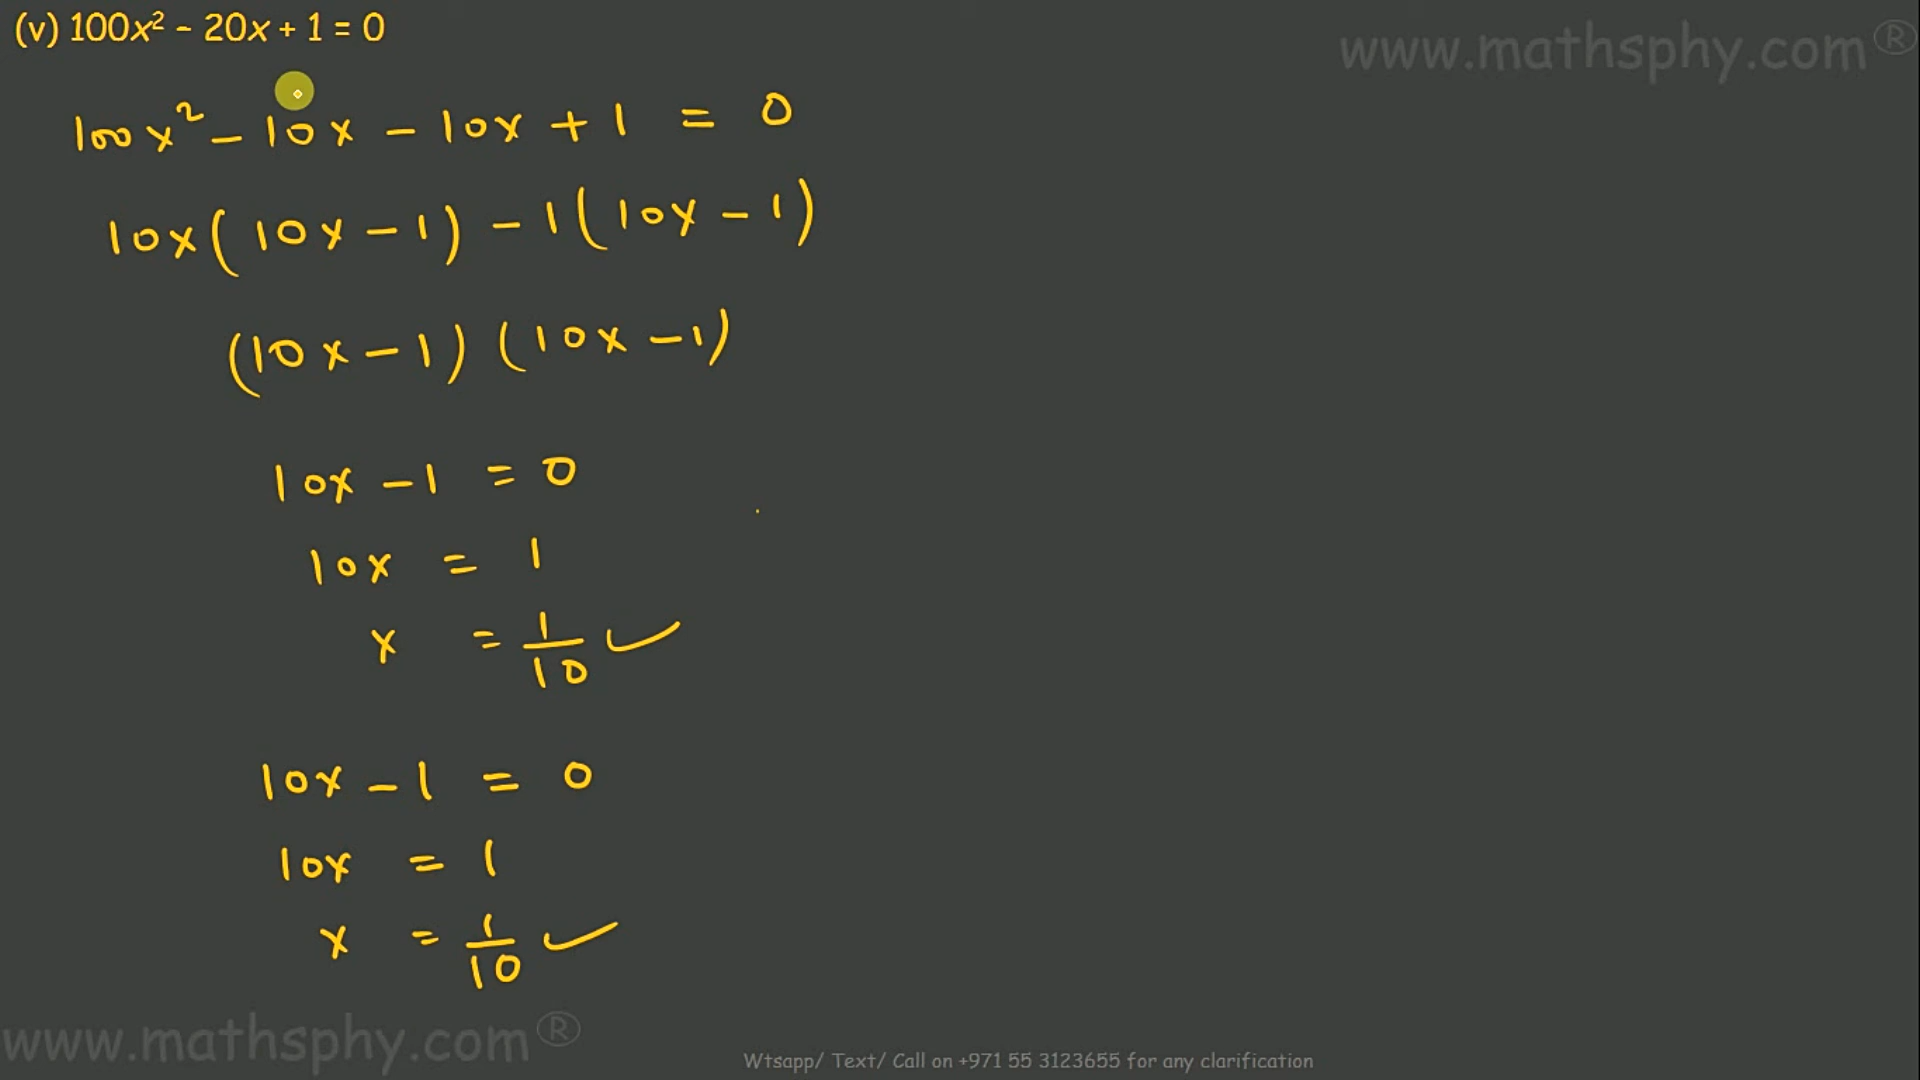 (v) 100x² - 20x + 1 = 0
www.mathsphy.com®
100x² - 10x - 10x + 1 = 0
10x(10x - 1) - 1(10x - 1)
(10x - 1) (10x - 1)
10x - 1 = 0
10x = 1
x = 1/10 ✓
10x - 1 = 0
10x = 1
x = 1/10 ✓
www.mathsphy.com®
Wtsapp/ Text/ Call on +971 55 3123655 for any clarification